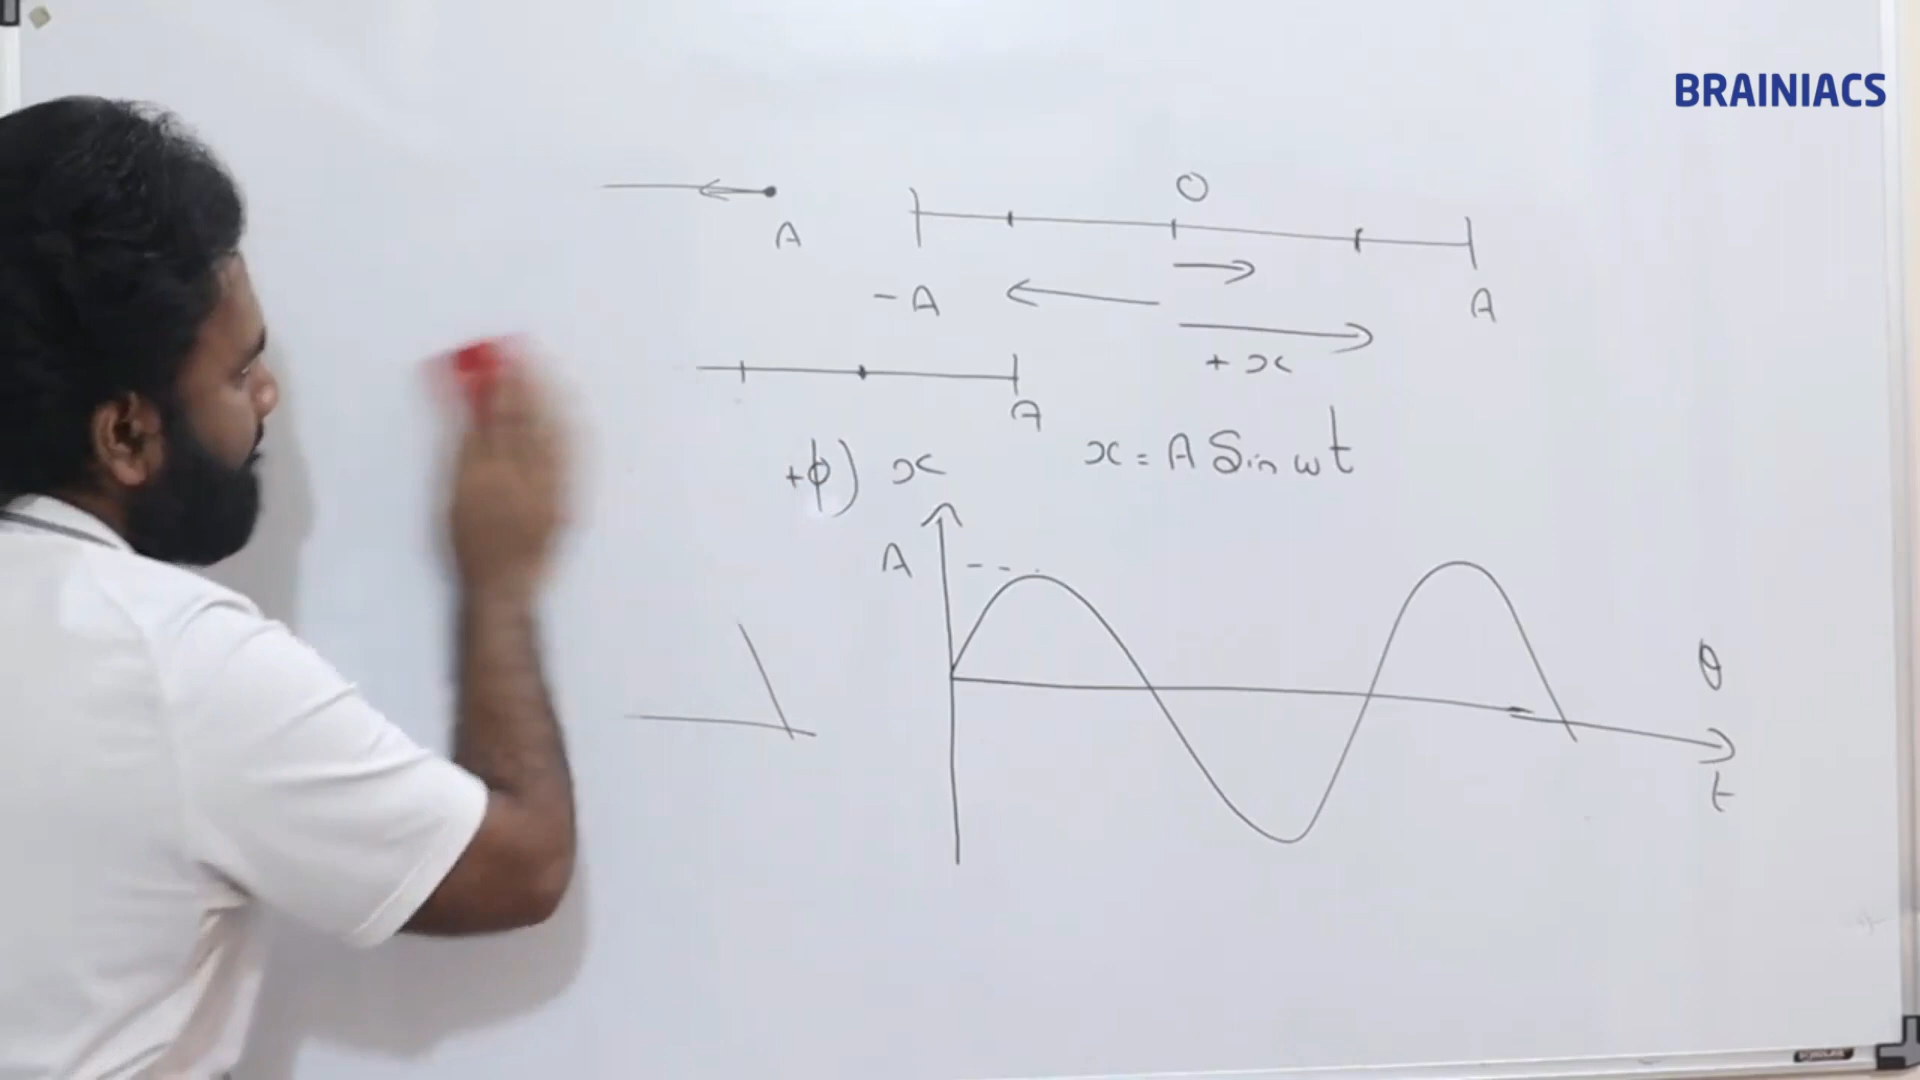 BRAINIACS
O
A
-A
A
+x
A
+φ) x
x = A Sin ωt
A
θ
t